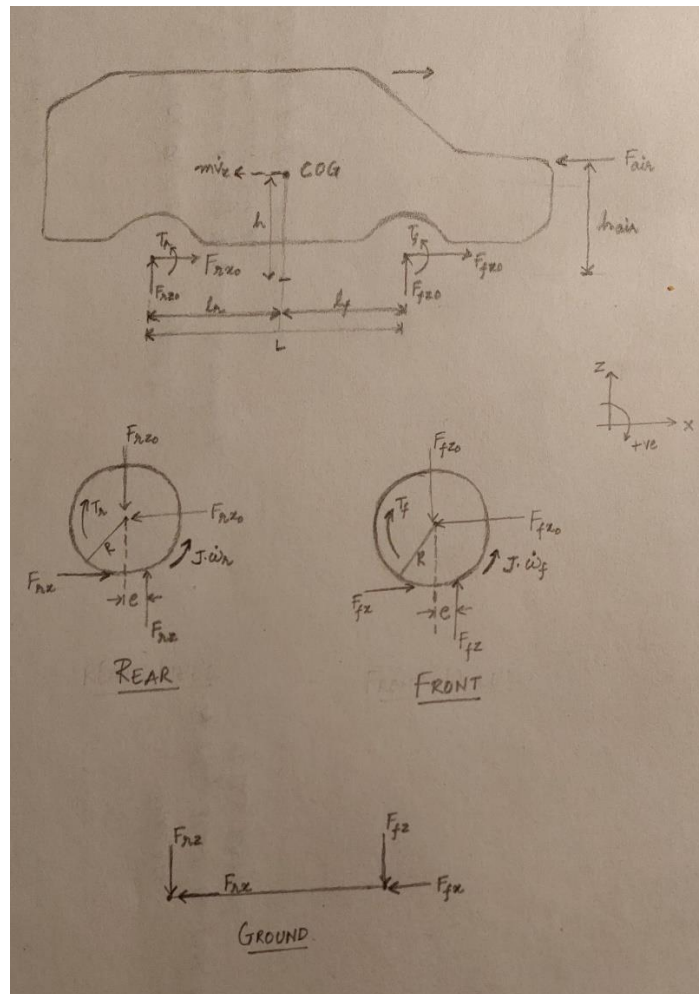 mv̇x COG Fair
h hair
Tr Frx0 Tf Ffx0
Frz0 Ffz0
lr lf
L
Z
X
+ve
Frz0 Ffz0
Tr Frx0 Tf Ffx0
R J·ω̇r R J·ω̇f
Frx e Ffx e
Frz Ffz
REAR FRONT
Frz Ffz
Frx Ffx
GROUND